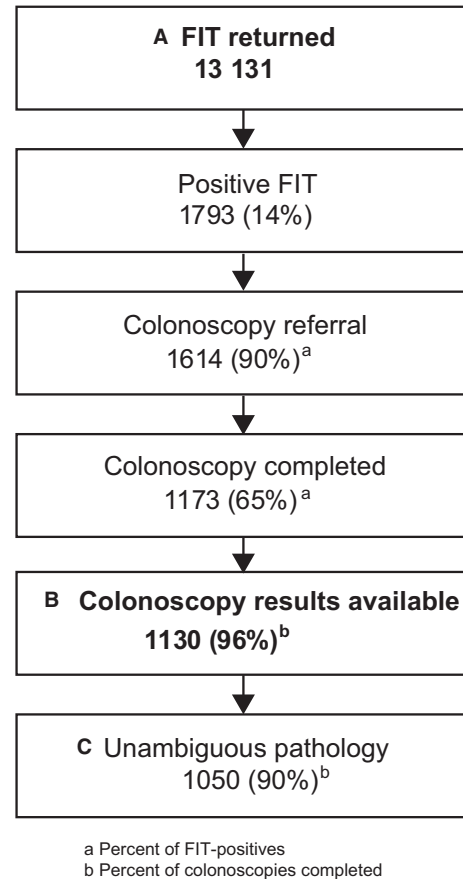 A FIT returned
13 131
Positive FIT
1793 (14%)
Colonoscopy referral
1614 (90%)a
Colonoscopy completed
1173 (65%)a
B Colonoscopy results available
1130 (96%)b
C Unambiguous pathology
1050 (90%)b
a Percent of FIT-positives
b Percent of colonoscopies completed